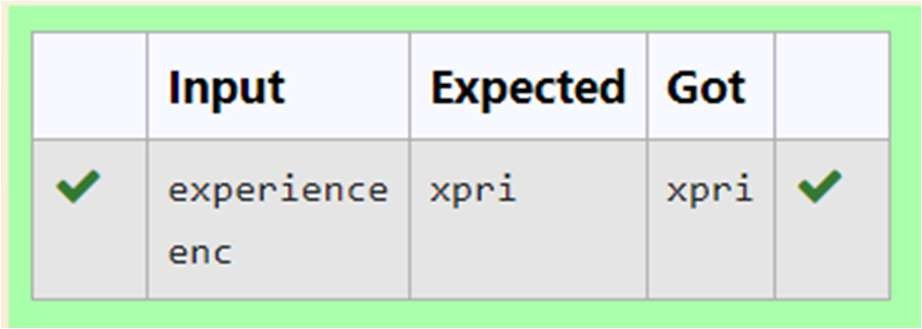 Input Expected Got
experience xpri xpri
enc